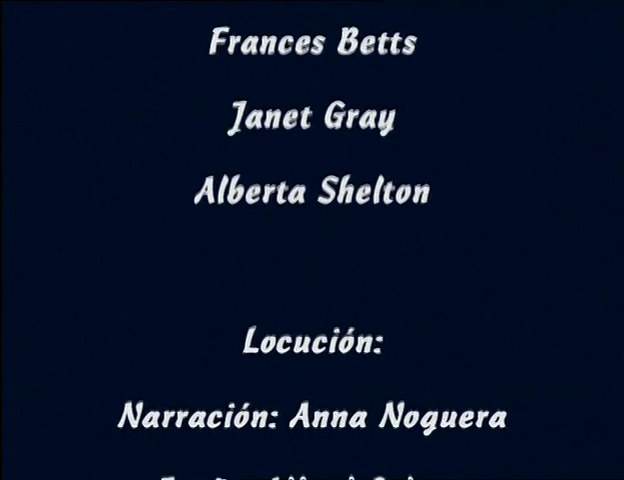 Frances Betts
Janet Gray
Alberta Shelton
Locución:
Narración: Anna Noguera